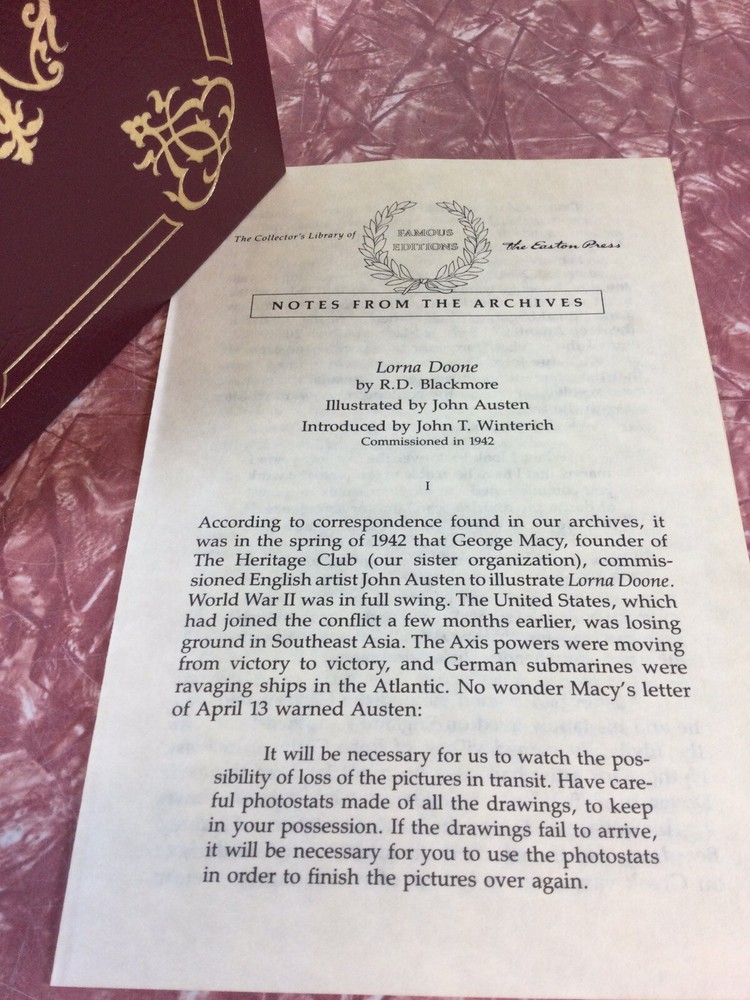 The Collector's Library of
FAMOUS
EDITIONS
The Easton Press
NOTES FROM THE ARCHIVES
Lorna Doone
by R.D. Blackmore
Illustrated by John Austen
Introduced by John T. Winterich
Commissioned in 1942
I
According to correspondence found in our archives, it
was in the spring of 1942 that George Macy, founder of
The Heritage Club (our sister organization), commis-
sioned English artist John Austen to illustrate Lorna Doone.
World War II was in full swing. The United States, which
had joined the conflict a few months earlier, was losing
ground in Southeast Asia. The Axis powers were moving
from victory to victory, and German submarines were
ravaging ships in the Atlantic. No wonder Macy's letter
of April 13 warned Austen:
It will be necessary for us to watch the pos-
sibility of loss of the pictures in transit. Have care-
ful photostats made of all the drawings, to keep
in your possession. If the drawings fail to arrive,
it will be necessary for you to use the photostats
in order to finish the pictures over again.